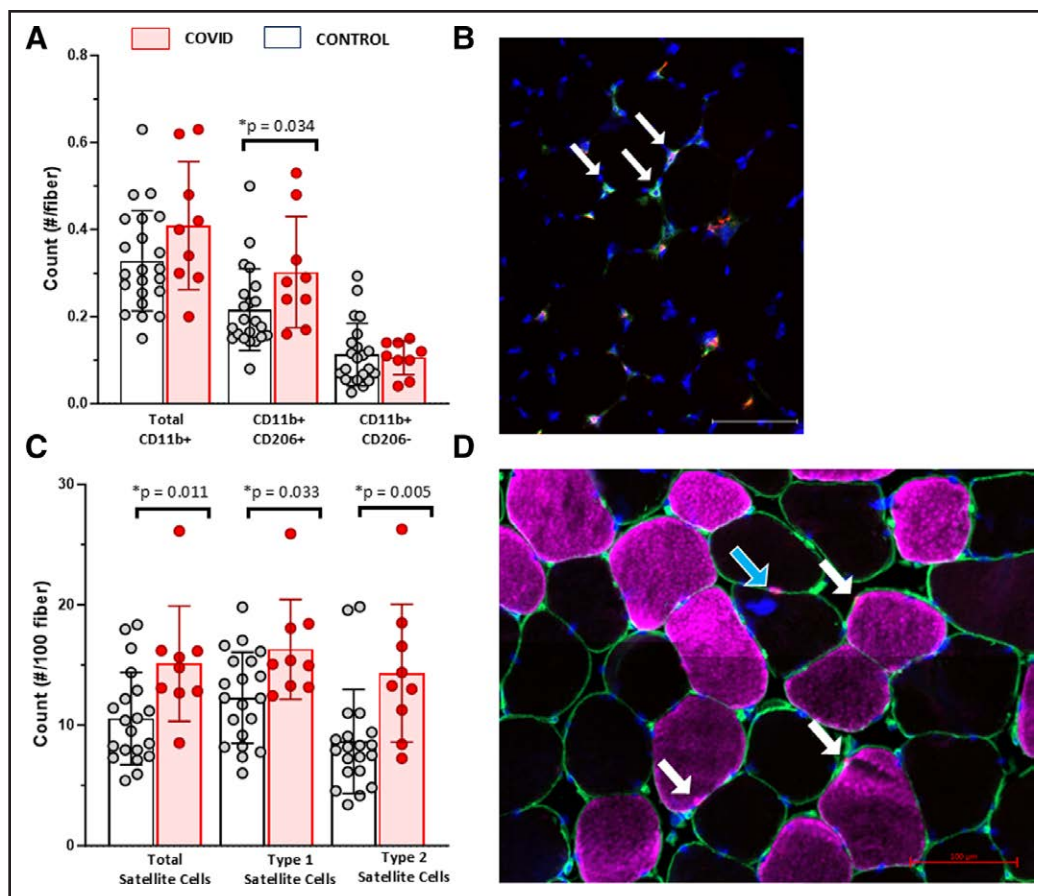 A
COVID
CONTROL
B
Count (#/fiber)
0.8
0.6
0.4
0.2
0.0
*p = 0.034
Total
CD11b+
CD11b+
CD206+
CD11b+
CD206-
C
D
Count (#/100 fiber)
30
20
10
0
*p = 0.011
*p = 0.033
*p = 0.005
Total
Satellite Cells
Type 1
Satellite Cells
Type 2
Satellite Cells
100 µm